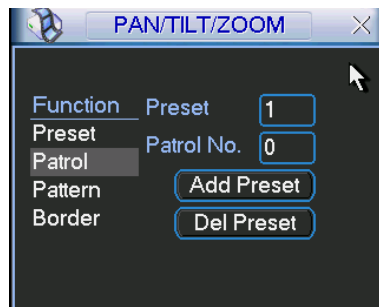 PAN/TILT/ZOOM
Function
Preset
Patrol
Pattern
Border
Preset 1
Patrol No. 0
Add Preset
Del Preset